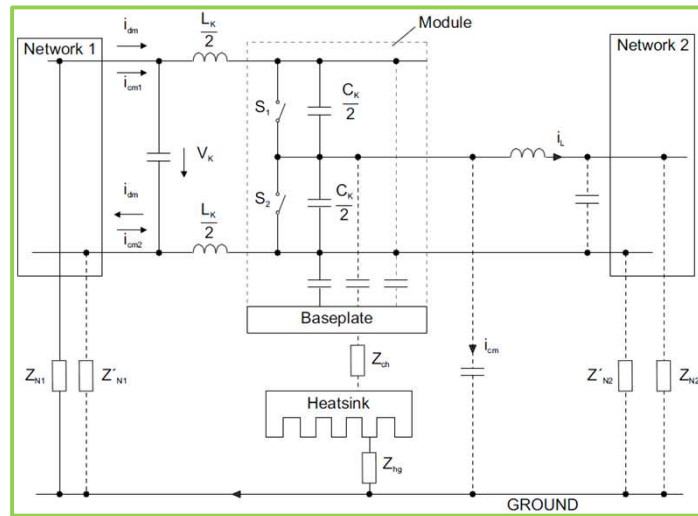 Module
Network 1
Network 2
i_dm
i_cm1
L_K
2
S_1
C_K
2
V_K
i_L
i_dm
i_cm2
L_K
2
S_2
C_K
2
Baseplate
Z_N1
Z'_N1
Z_ch
i_cm
Z'_N2
Z_N2
Heatsink
Z_hg
GROUND